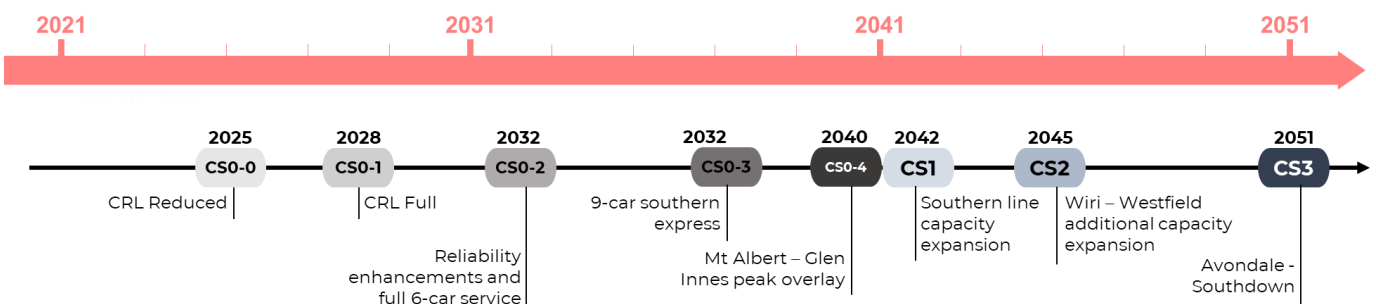 2021 2031 2041 2051
2025 2028 2032 2032 2040 2042 2045 2051
CS0-0 CS0-1 CS0-2 CS0-3 CS0-4 CS1 CS2 CS3
CRL Reduced
CRL Full
Reliability
enhancements and
full 6-car service
9-car southern
express
Mt Albert – Glen
Innes peak overlay
Southern line
capacity
expansion
Wiri – Westfield
additional capacity
expansion
Avondale -
Southdown